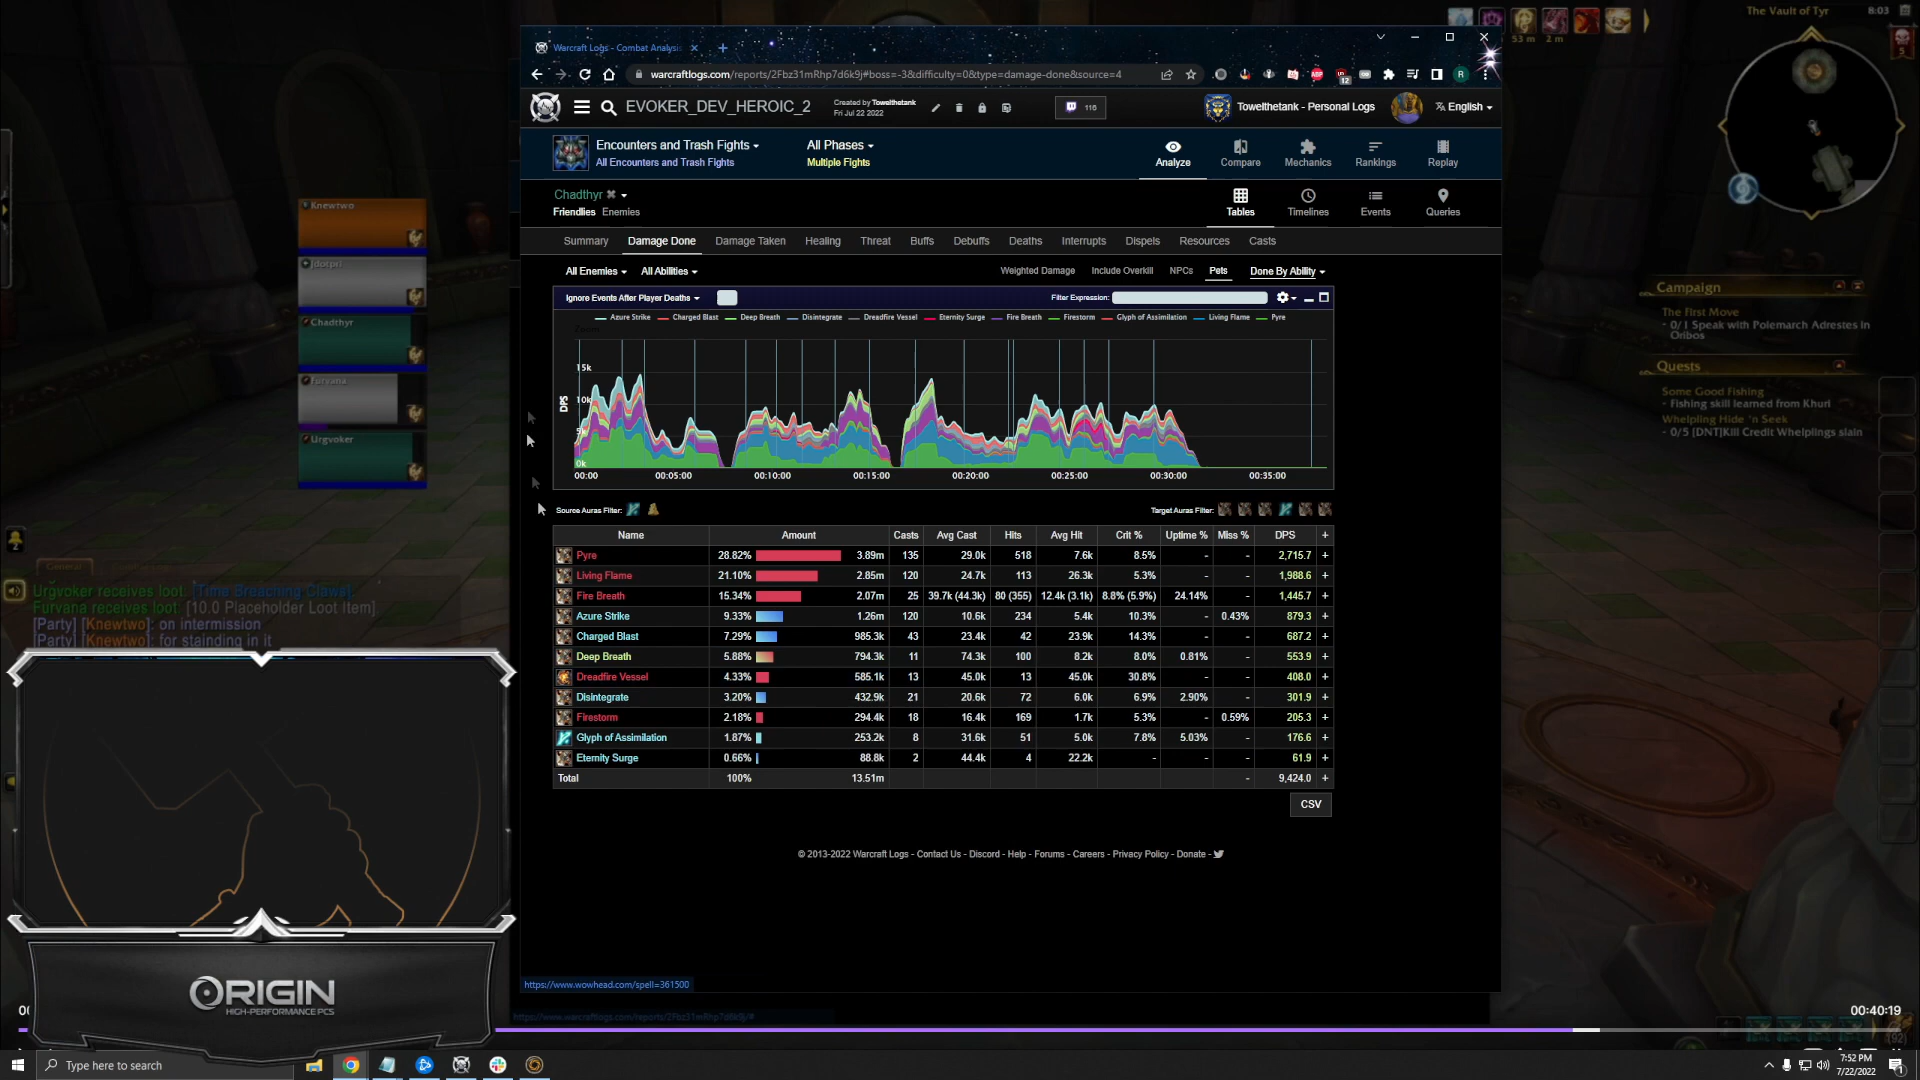 The Vault of Tyr 8:03
53 m 2 m
Warcraft Logs - Combat Analysis
warcraftlogs.com/reports/2Fbz31mRhp7d6k9j#boss=-3&difficulty=0&type=damage-done&source=4
EVOKER_DEV_HEROIC_2
Created by Towelthetank
Fri Jul 22 2022
116
Towelthetank - Personal Logs
English
Encounters and Trash Fights
All Encounters and Trash Fights
All Phases
Multiple Fights
Analyze Compare Mechanics Rankings Replay
Chadthyr
Friendlies Enemies
Tables Timelines Events Queries
Summary Damage Done Damage Taken Healing Threat Buffs Debuffs Deaths Interrupts Dispels Resources Casts
All Enemies All Abilities
Weighted Damage Include Overkill NPCs Pets Done By Ability
Ignore Events After Player Deaths
Filter Expression:
Azure Strike Charged Blast Deep Breath Disintegrate Dreadfire Vessel Eternity Surge Fire Breath Firestorm Glyph of Assimilation Living Flame Pyre
Zoom
DPS
15k
10k
5k
0k
00:00 00:05:00 00:10:00 00:15:00 00:20:00 00:25:00 00:30:00 00:35:00
Source Auras Filter:
Target Auras Filter:
Name Amount Casts Avg Cast Hits Avg Hit Crit % Uptime % Miss % DPS +
Pyre 28.82% 3.89m 135 29.0k 518 7.6k 8.5% - - 2,715.7 +
Living Flame 21.10% 2.85m 120 24.7k 113 26.3k 5.3% - - 1,988.6 +
Fire Breath 15.34% 2.07m 25 39.7k (44.3k) 80 (355) 12.4k (3.1k) 8.8% (5.9%) 24.14% - 1,445.7 +
Azure Strike 9.33% 1.26m 120 10.6k 234 5.4k 10.3% - 0.43% 879.3 +
Charged Blast 7.29% 985.3k 43 23.4k 42 23.9k 14.3% - - 687.2 +
Deep Breath 5.88% 794.3k 11 74.3k 100 8.2k 8.0% 0.81% - 553.9 +
Dreadfire Vessel 4.33% 585.1k 13 45.0k 13 45.0k 30.8% - - 408.0 +
Disintegrate 3.20% 432.9k 21 20.6k 72 6.0k 6.9% 2.90% - 301.9 +
Firestorm 2.18% 294.4k 18 16.4k 169 1.7k 5.3% - 0.59% 205.3 +
Glyph of Assimilation 1.87% 253.2k 8 31.6k 51 5.0k 7.8% 5.03% - 176.6 +
Eternity Surge 0.66% 88.8k 2 44.4k 4 22.2k - - - 61.9 +
Total 100% 13.51m - 9,424.0 +
CSV
© 2013-2022 Warcraft Logs - Contact Us - Discord - Help - Forums - Careers - Privacy Policy - Donate -
https://www.wowhead.com/spell=361500
https://www.warcraftlogs.com/reports/2Fbz31mRhp7d6k9j/#
Knewtwo
Jdotpri
Chadthyr
furvana
Urgvoker
General
Urgvoker receives loot: [Time Breaching Claws]
Furvana receives loot: [10.0 Placeholder Loot Item]
[Party] [Knewtwo]: on intermission
[Party] [Knewtwo]: for stainding in it
Campaign
The First Move
- 0/1 Speak with Polemarch Adrestes in
Oribos
Quests
Some Good Fishing
- Fishing skill learned from Khuri
Whelpling Hide 'n Seek
- 0/5 [DNT]Kill Credit Whelplings slain
ORIGIN
HIGH-PERFORMANCE PCS
00:40:19
Type here to search
7:52 PM
7/22/2022